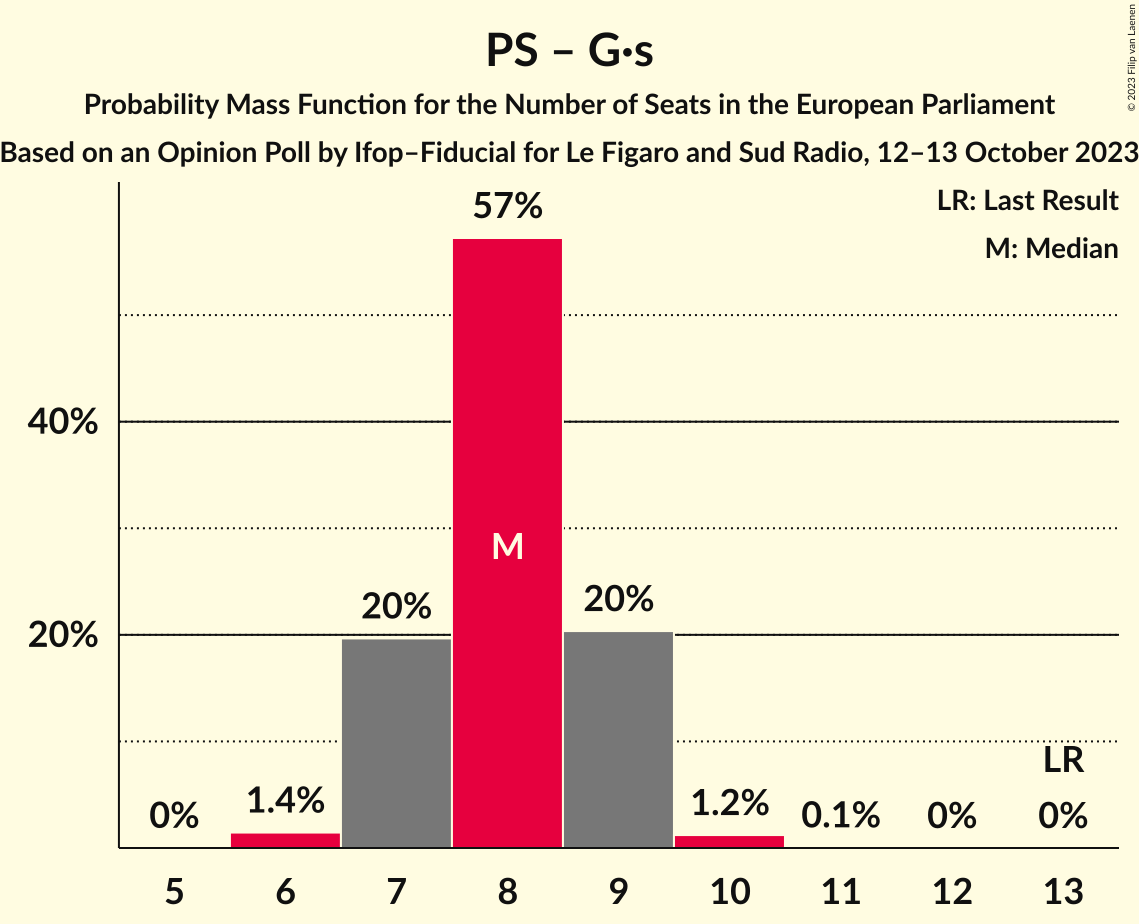 PS – G·s
Probability Mass Function for the Number of Seats in the European Parliament
Based on an Opinion Poll by Ifop–Fiducial for Le Figaro and Sud Radio, 12–13 October 2023
© 2023 Filip van Laenen
LR: Last Result
M: Median
57%
40%
M
20%
20%
20%
LR
0%
1.4%
1.2%
0.1%
0%
0%
5 6 7 8 9 10 11 12 13